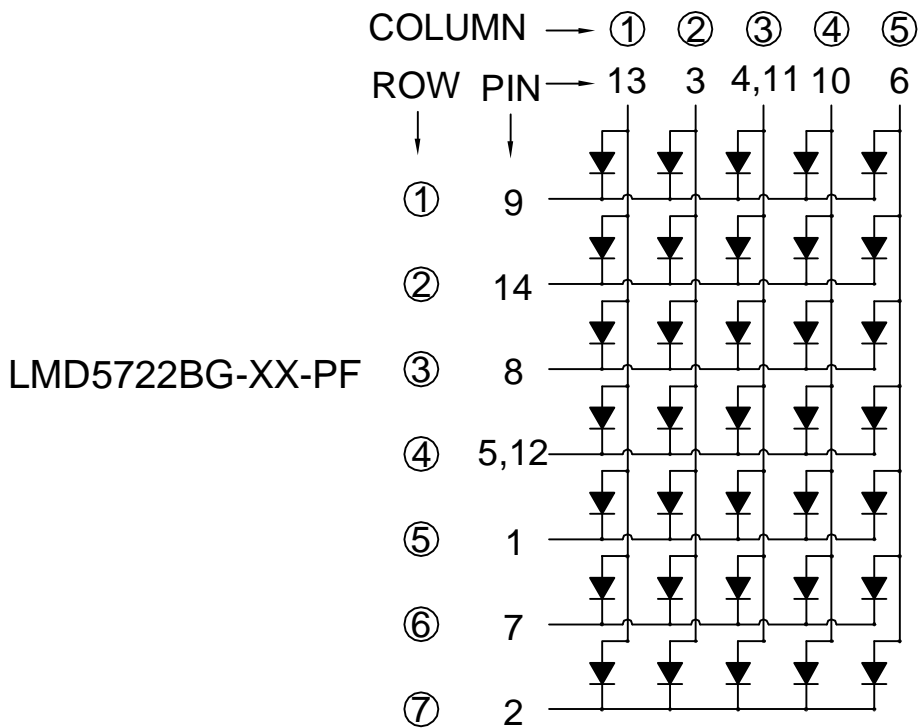 COLUMN → ① ② ③ ④ ⑤
ROW PIN → 13 3 4,11 10 6
① 9
② 14
LMD5722BG-XX-PF ③ 8
④ 5,12
⑤ 1
⑥ 7
⑦ 2